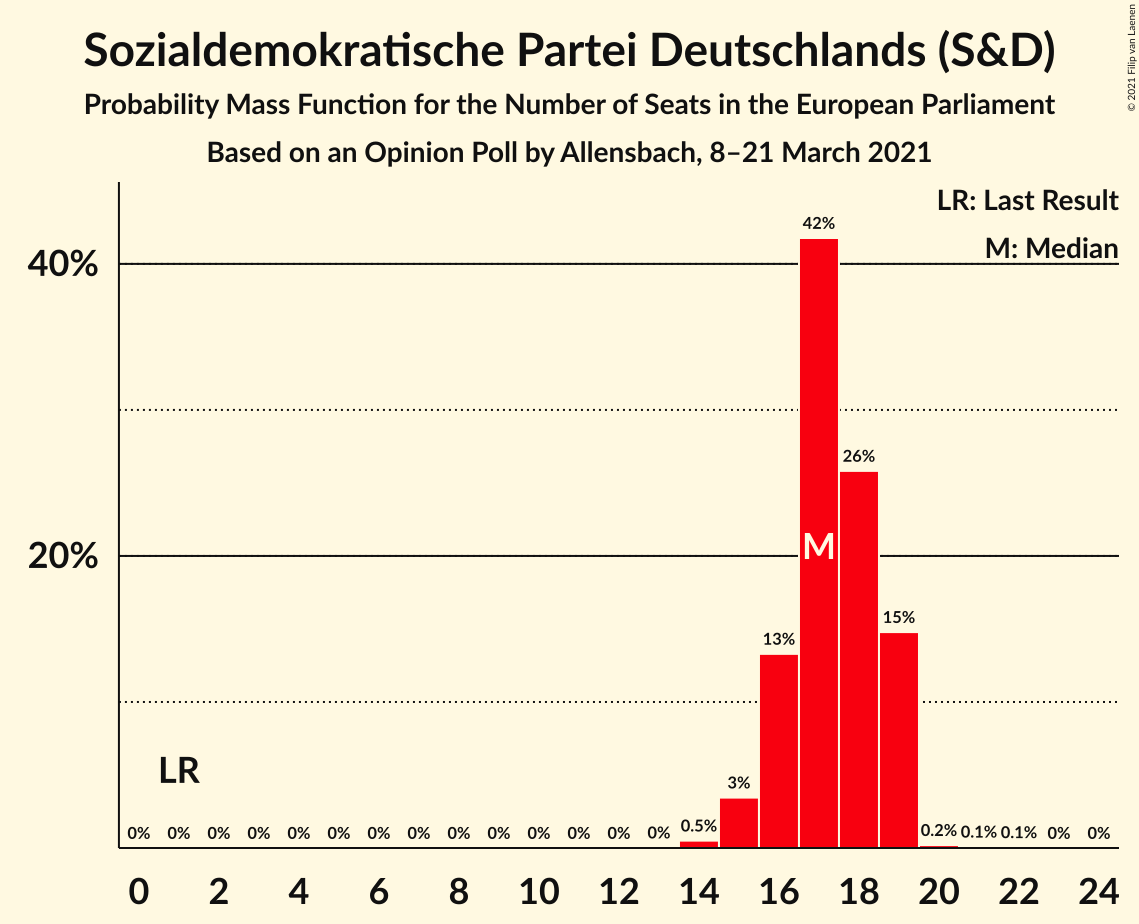 Sozialdemokratische Partei Deutschlands (S&D)
Probability Mass Function for the Number of Seats in the European Parliament
Based on an Opinion Poll by Allensbach, 8–21 March 2021
© 2021 Filip van Laenen
LR: Last Result
M: Median
42%
40%
26%
M
20%
15%
13%
LR
3%
0% 0% 0% 0% 0% 0% 0% 0% 0% 0% 0% 0% 0% 0% 0.5% 0.2% 0.1% 0.1% 0% 0%
0 2 4 6 8 10 12 14 16 18 20 22 24